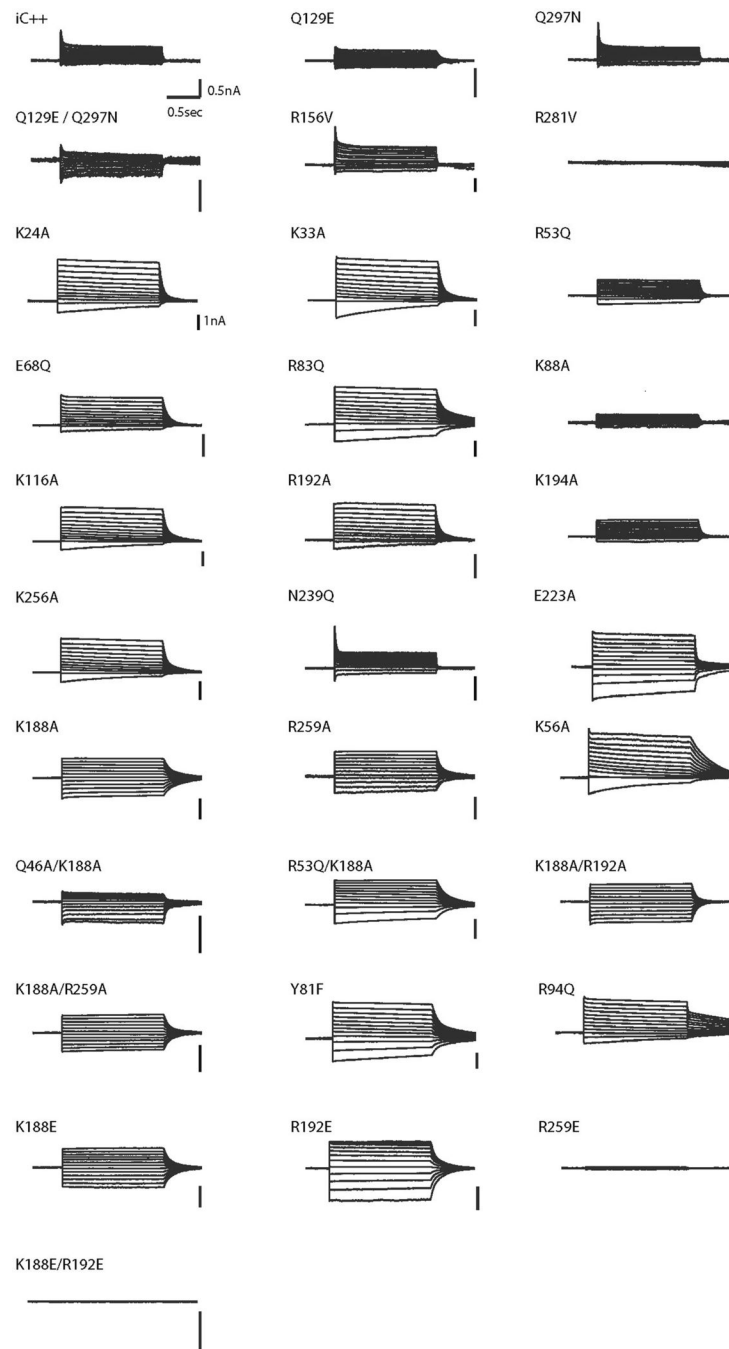 iC++
Q129E
Q297N
0.5nA
0.5sec
Q129E / Q297N
R156V
R281V
K24A
K33A
R53Q
1nA
E68Q
R83Q
K88A
K116A
R192A
K194A
K256A
N239Q
E223A
K188A
R259A
K56A
Q46A/K188A
R53Q/K188A
K188A/R192A
K188A/R259A
Y81F
R94Q
K188E
R192E
R259E
K188E/R192E